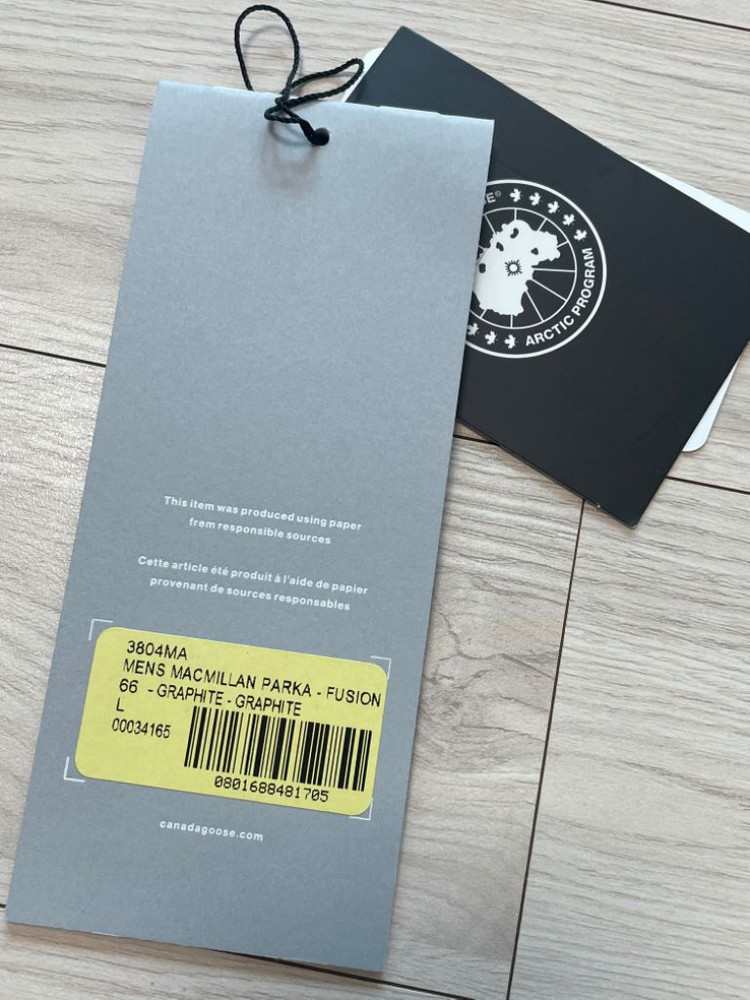 E®
ARCTIC PROGRAM
This item was produced using paper
frem responsible sources
Cette article été produit à l'aide de papier
provenant de sources responsables
3804MA
MENS MACMILLAN PARKA - FUSION
66 - GRAPHITE - GRAPHITE
L
00034165
0801688481705
canadagoose.com